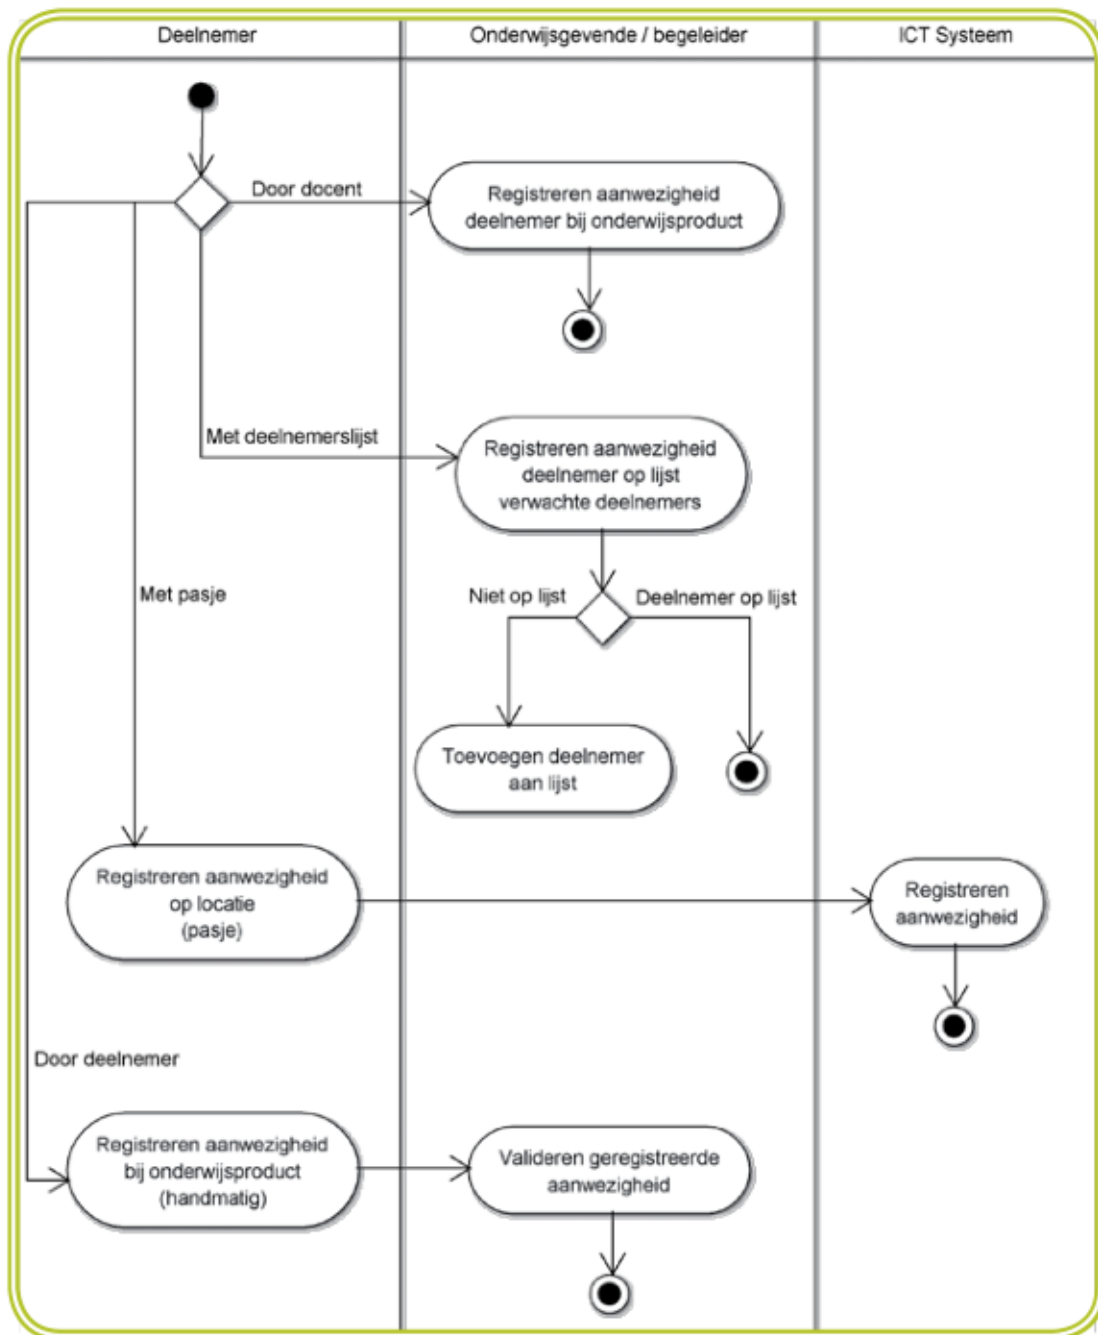 Deelnemer
Onderwijsgevende / begeleider
ICT Systeem
Door docent
Registreren aanwezigheid
deelnemer bij onderwijsproduct
Met deelnemerslijst
Registreren aanwezigheid
deelnemer op lijst
verwachte deelnemers
Met pasje
Niet op lijst
Deelnemer op lijst
Toevoegen deelnemer
aan lijst
Registreren aanwezigheid
op locatie
(pasje)
Registreren
aanwezigheid
Door deelnemer
Registreren aanwezigheid
bij onderwijsproduct
(handmatig)
Valideren geregistreerde
aanwezigheid